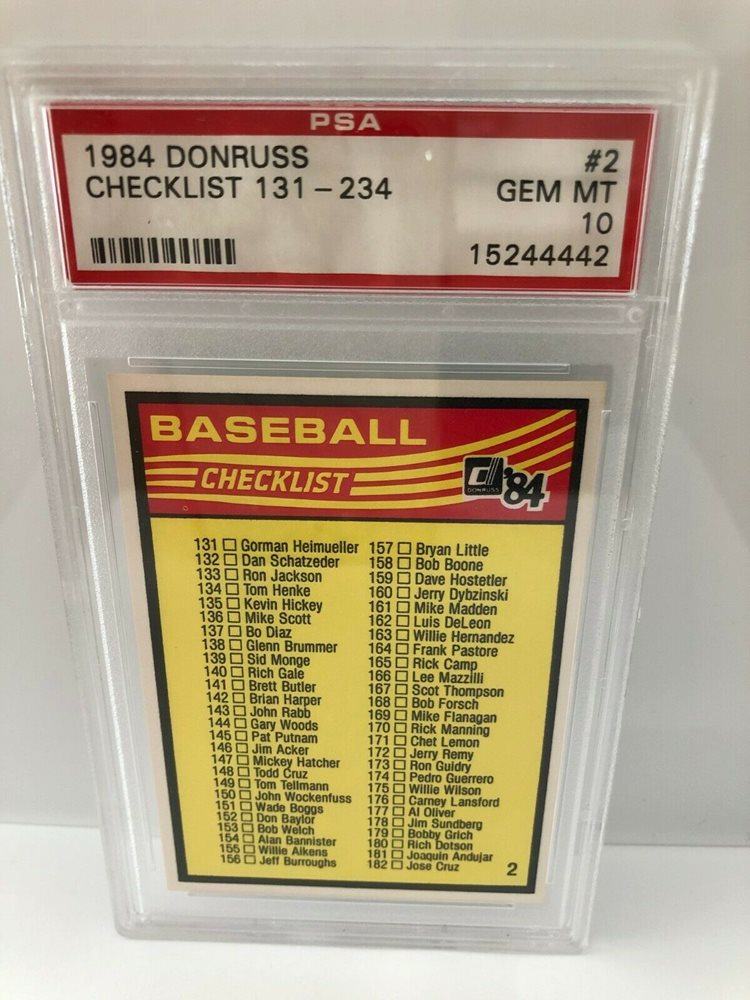 PSA
1984 DONRUSS #2
CHECKLIST 131 – 234 GEM MT
10
15244442
BASEBALL
CHECKLIST
DONRUSS '84
131 Gorman Heimueller
132 Dan Schatzeder
133 Ron Jackson
134 Tom Henke
135 Kevin Hickey
136 Mike Scott
137 Bo Diaz
138 Glenn Brummer
139 Sid Monge
140 Rich Gale
141 Brett Butler
142 Brian Harper
143 John Rabb
144 Gary Woods
145 Pat Putnam
146 Jim Acker
147 Mickey Hatcher
148 Todd Cruz
149 Tom Tellmann
150 John Wockenfuss
151 Wade Boggs
152 Don Baylor
153 Bob Welch
154 Alan Bannister
155 Willie Aikens
156 Jeff Burroughs
157 Bryan Little
158 Bob Boone
159 Dave Hostetler
160 Jerry Dybzinski
161 Mike Madden
162 Luis DeLeon
163 Willie Hernandez
164 Frank Pastore
165 Rick Camp
166 Lee Mazzilli
167 Scot Thompson
168 Bob Forsch
169 Mike Flanagan
170 Rick Manning
171 Chet Lemon
172 Jerry Remy
173 Ron Guidry
174 Pedro Guerrero
175 Willie Wilson
176 Carney Lansford
177 Al Oliver
178 Jim Sundberg
179 Bobby Grich
180 Rich Dotson
181 Joaquin Andujar
182 Jose Cruz
2